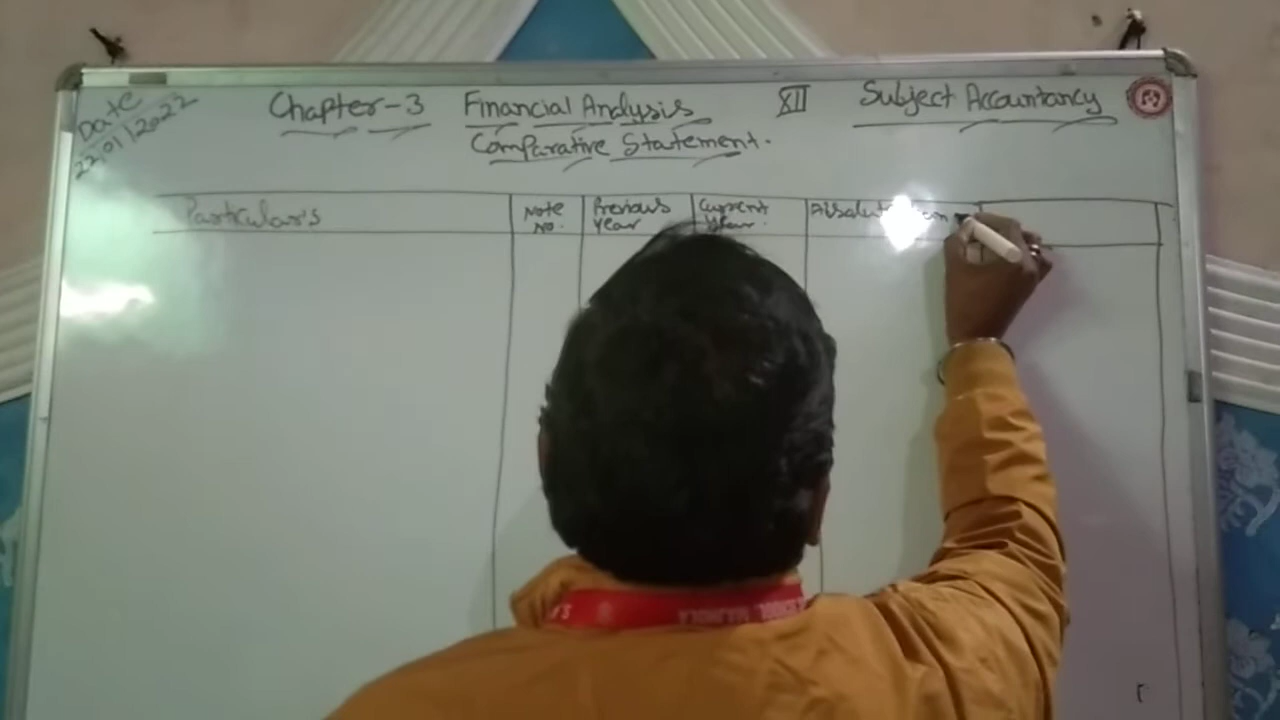 Date
22/01/2022
Chapter-3 Financial Analysis XII Subject Accountancy
Comparative Statement.
Particular's
Note No.
Previous Year
Current Year